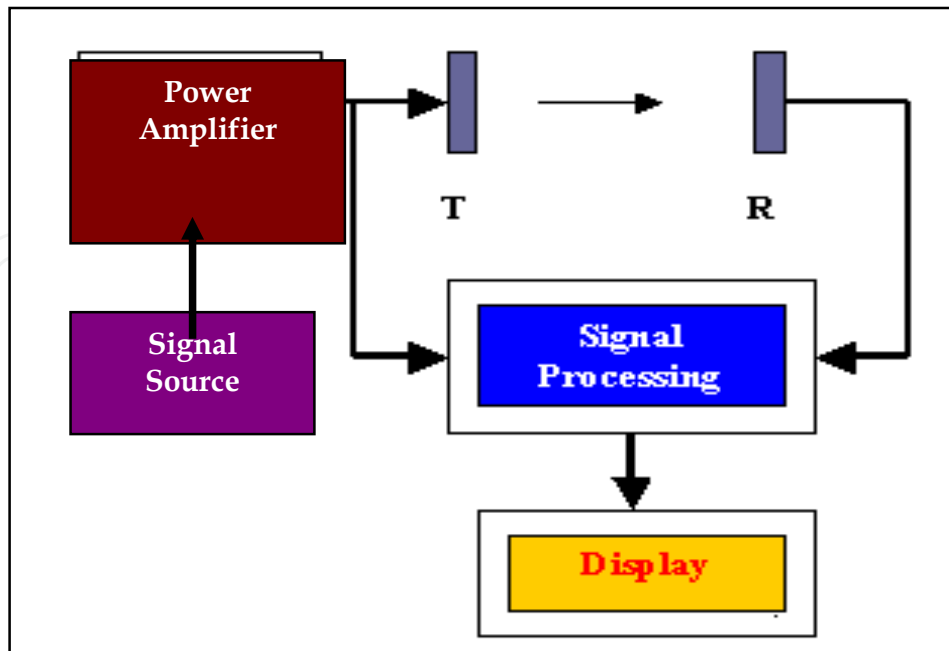 Power
Amplifier
T
R
Signal
Source
Signal
Processing
Display